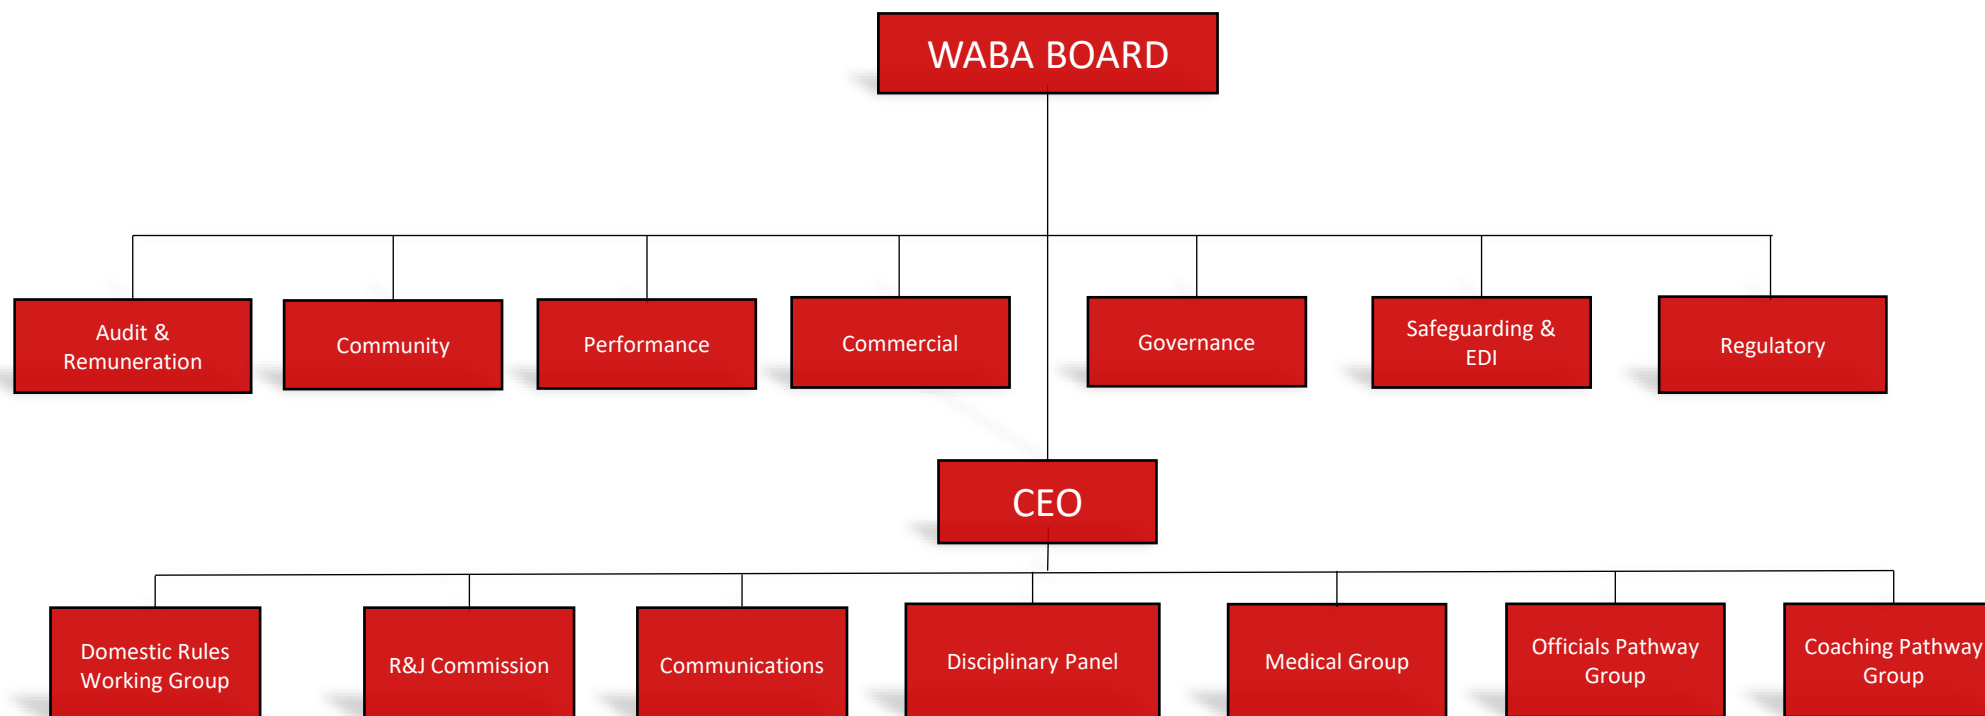 WABA BOARD
Audit &
Remuneration
Community
Performance
Commercial
Governance
Safeguarding &
EDI
Regulatory
CEO
Domestic Rules
Working Group
R&J Commission
Communications
Disciplinary Panel
Medical Group
Officials Pathway
Group
Coaching Pathway
Group